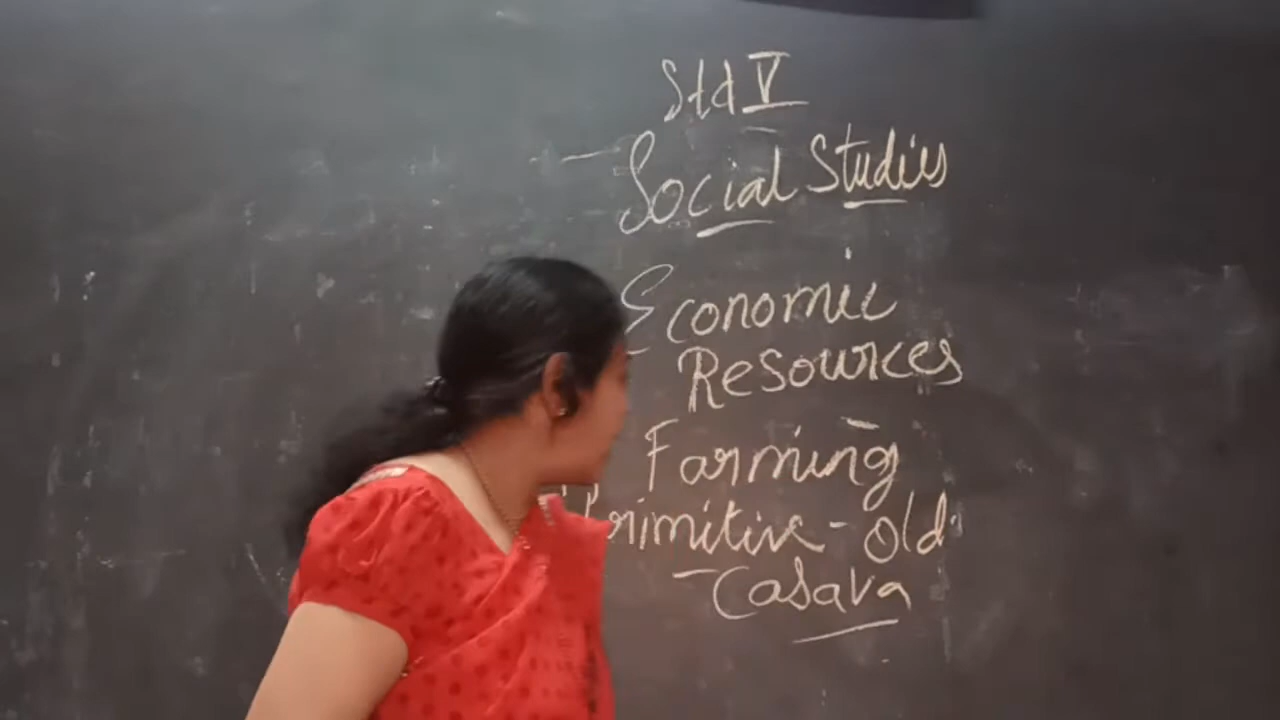 Std V
Social Studies
Economic
Resources
Farming
Primitive - old
- Casava